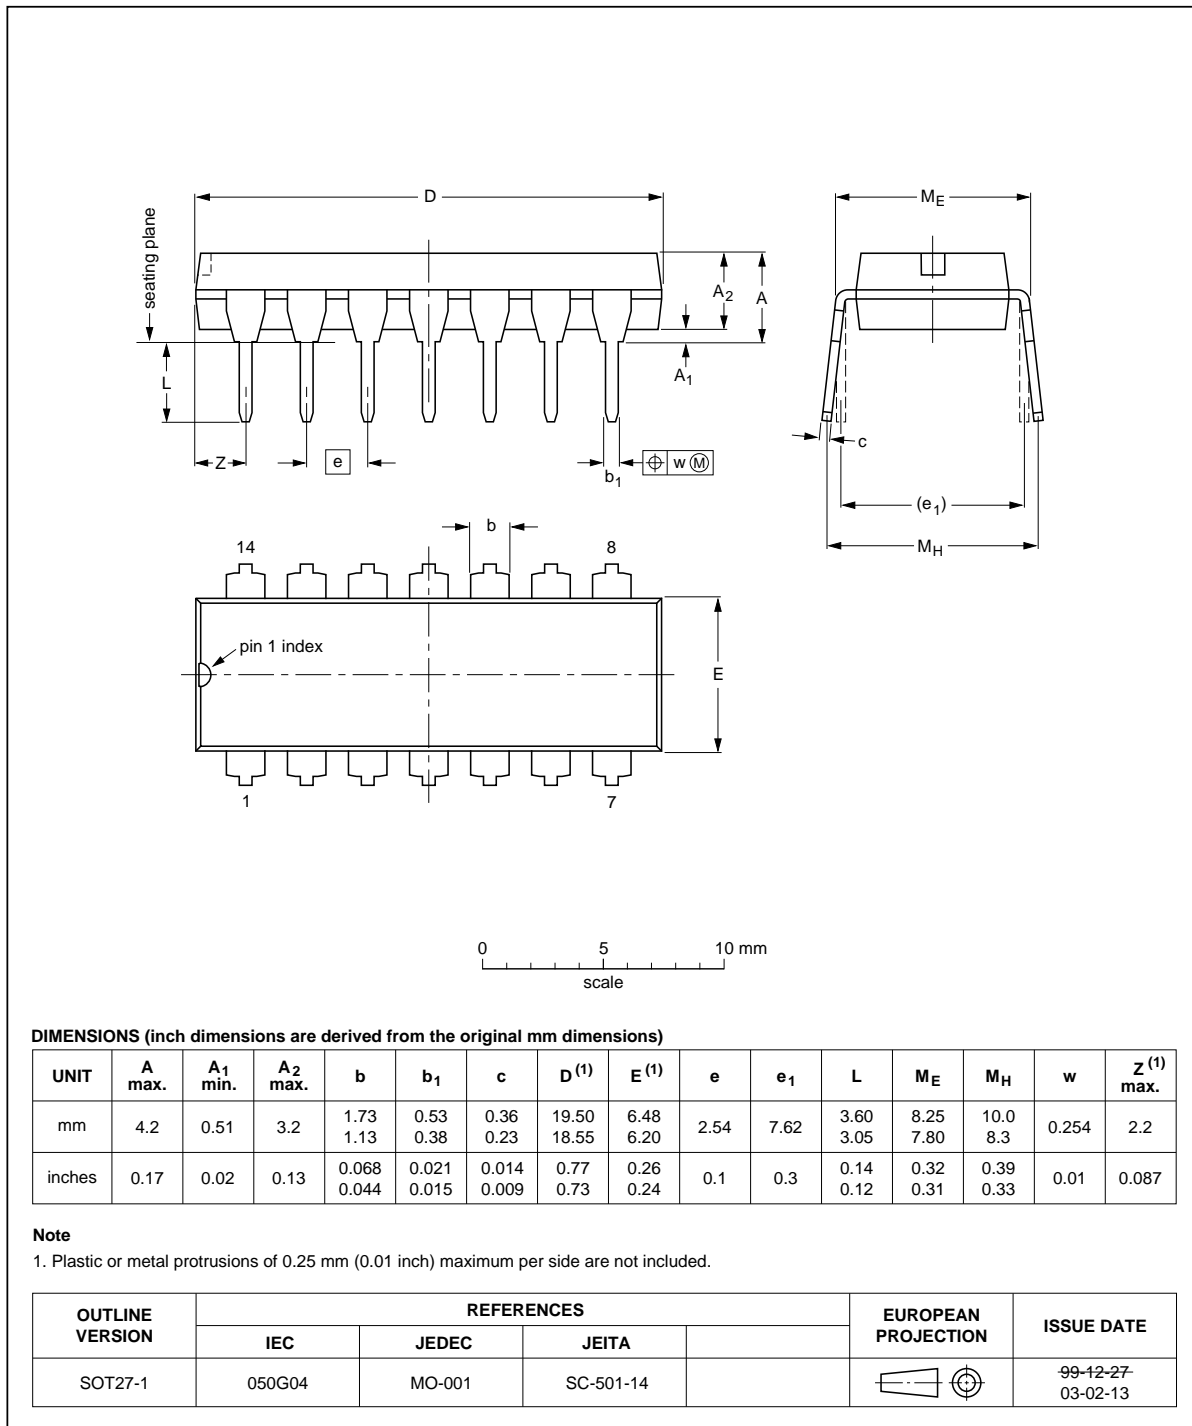 D
M_E
seating plane
A_2
A
A_1
L
Z
e
b_1
w M
c
(e_1)
M_H
b
14
8
pin 1 index
E
1
7
0 5 10 mm
scale
DIMENSIONS (inch dimensions are derived from the original mm dimensions)
UNIT A max. A1 min. A2 max. b b1 c D(1) E(1) e e1 L ME MH w Z(1) max.
mm 4.2 0.51 3.2 1.73 1.13 0.53 0.38 0.36 0.23 19.50 18.55 6.48 6.20 2.54 7.62 3.60 3.05 8.25 7.80 10.0 8.3 0.254 2.2
inches 0.17 0.02 0.13 0.068 0.044 0.021 0.015 0.014 0.009 0.77 0.73 0.26 0.24 0.1 0.3 0.14 0.12 0.32 0.31 0.39 0.33 0.01 0.087
Note
1. Plastic or metal protrusions of 0.25 mm (0.01 inch) maximum per side are not included.
OUTLINE VERSION REFERENCES EUROPEAN PROJECTION ISSUE DATE
IEC JEDEC JEITA
SOT27-1 050G04 MO-001 SC-501-14 99-12-27
03-02-13